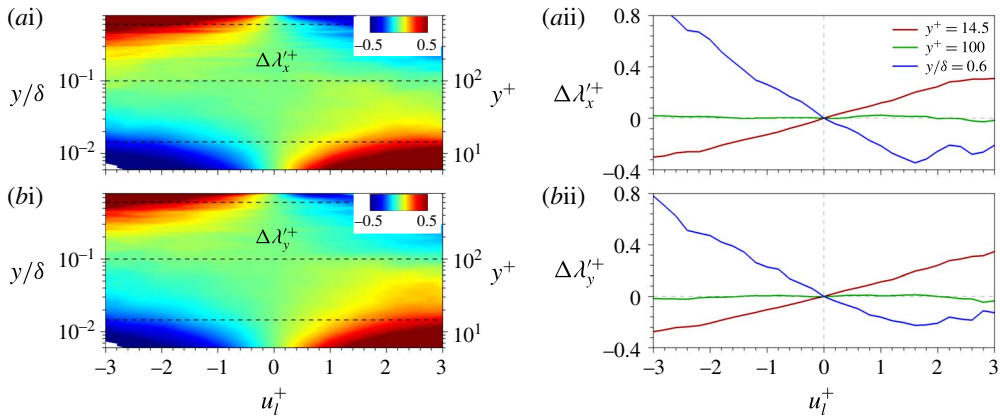 (ai)
−0.5 0.5
Δλ′⁺ₓ
y/δ
10⁻¹
10⁻²
10²
y⁺
10¹
(aii)
0.8
0.4
0
−0.4
Δλ′⁺ₓ
y⁺ = 14.5
y⁺ = 100
y/δ = 0.6
(bi)
−0.5 0.5
Δλ′⁺ᵧ
y/δ
10⁻¹
10⁻²
10²
y⁺
10¹
−3 −2 −1 0 1 2 3
uₗ⁺
(bii)
0.8
0.4
0
−0.4
Δλ′⁺ᵧ
−3 −2 −1 0 1 2 3
uₗ⁺